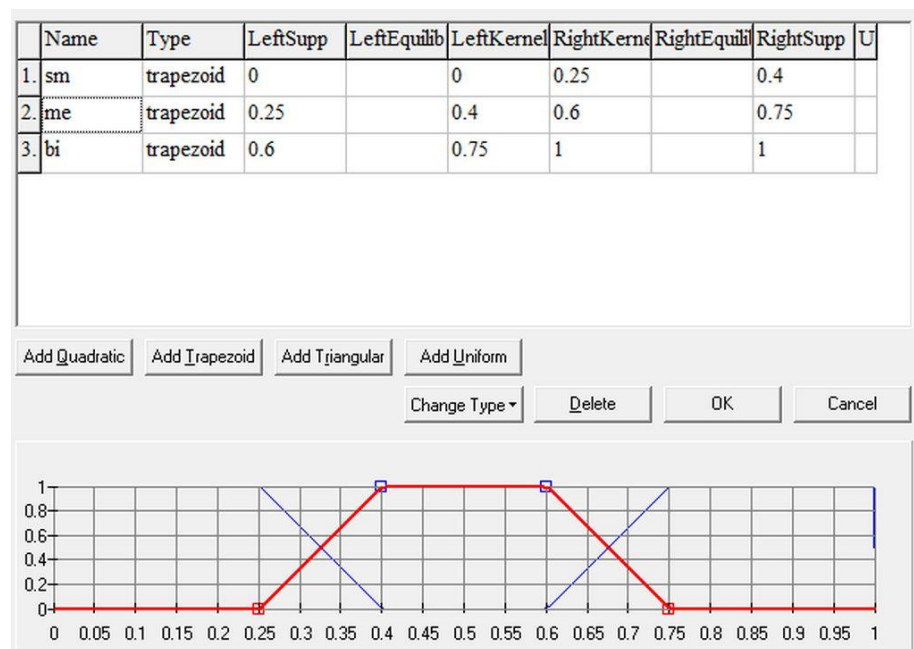 Name Type LeftSupp LeftEquilib LeftKernel RightKerne RightEquili RightSupp U
1. sm trapezoid 0 0 0.25 0.4
2. me trapezoid 0.25 0.4 0.6 0.75
3. bi trapezoid 0.6 0.75 1 1
Add Quadratic Add Trapezoid Add Triangular Add Uniform
Change Type Delete OK Cancel
1
0.8
0.6
0.4
0.2
0
0 0.05 0.1 0.15 0.2 0.25 0.3 0.35 0.4 0.45 0.5 0.55 0.6 0.65 0.7 0.75 0.8 0.85 0.9 0.95 1